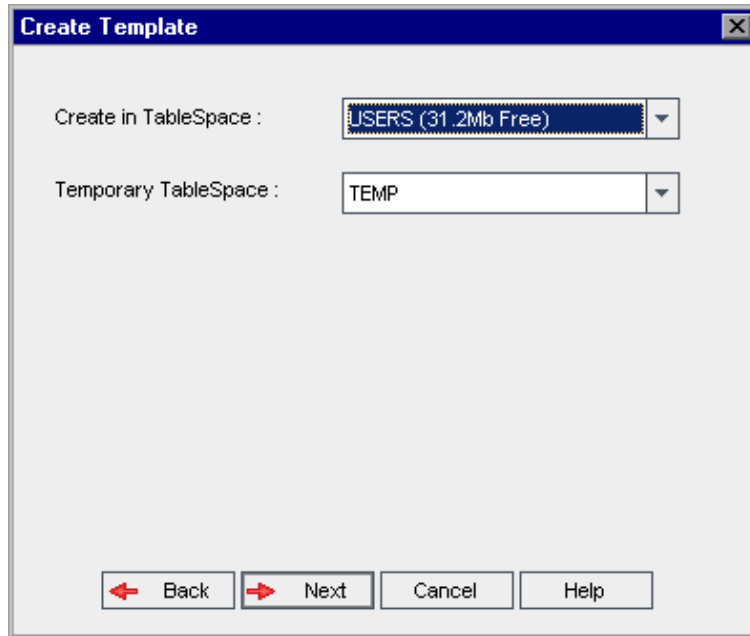 Create Template
Create in TableSpace : USERS (31.2Mb Free)
Temporary TableSpace : TEMP
Back Next Cancel Help